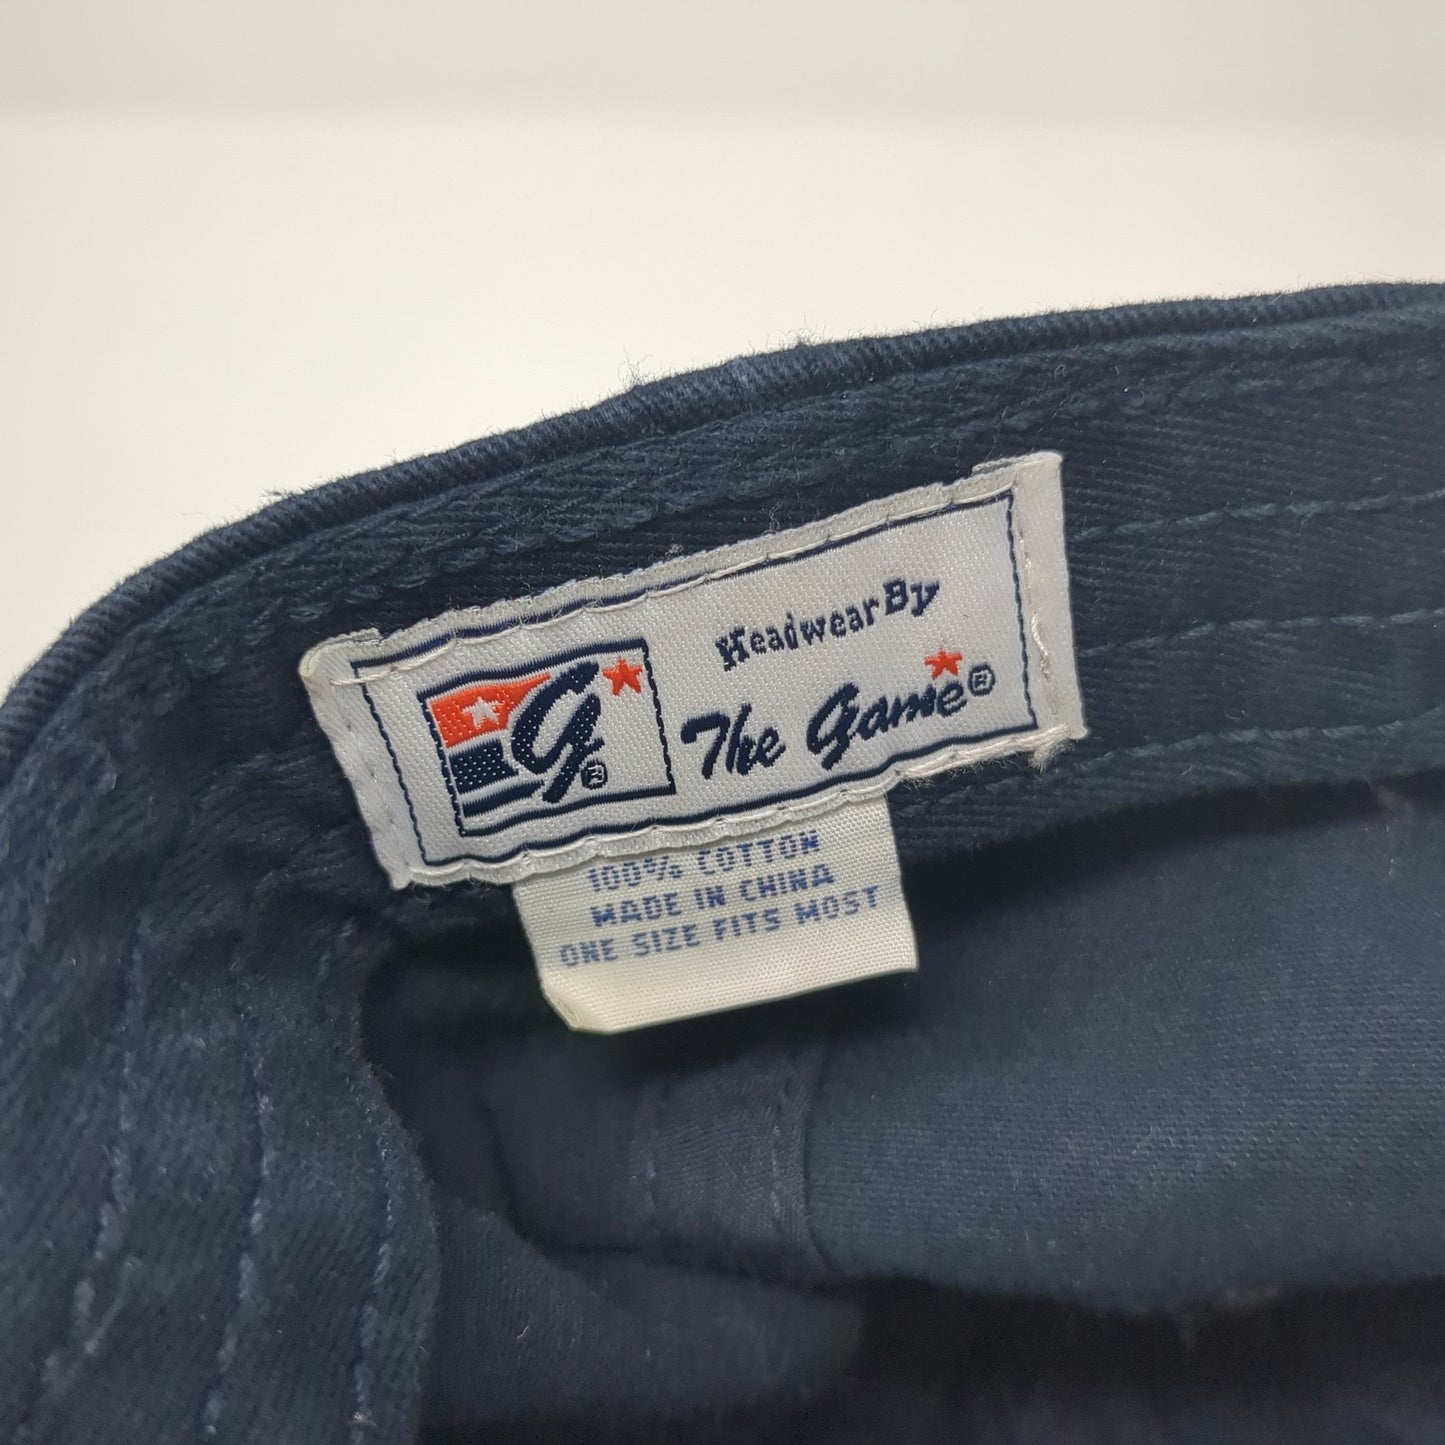 Headwear By
The Game®
G®
100% COTTON
MADE IN CHINA
ONE SIZE FITS MOST